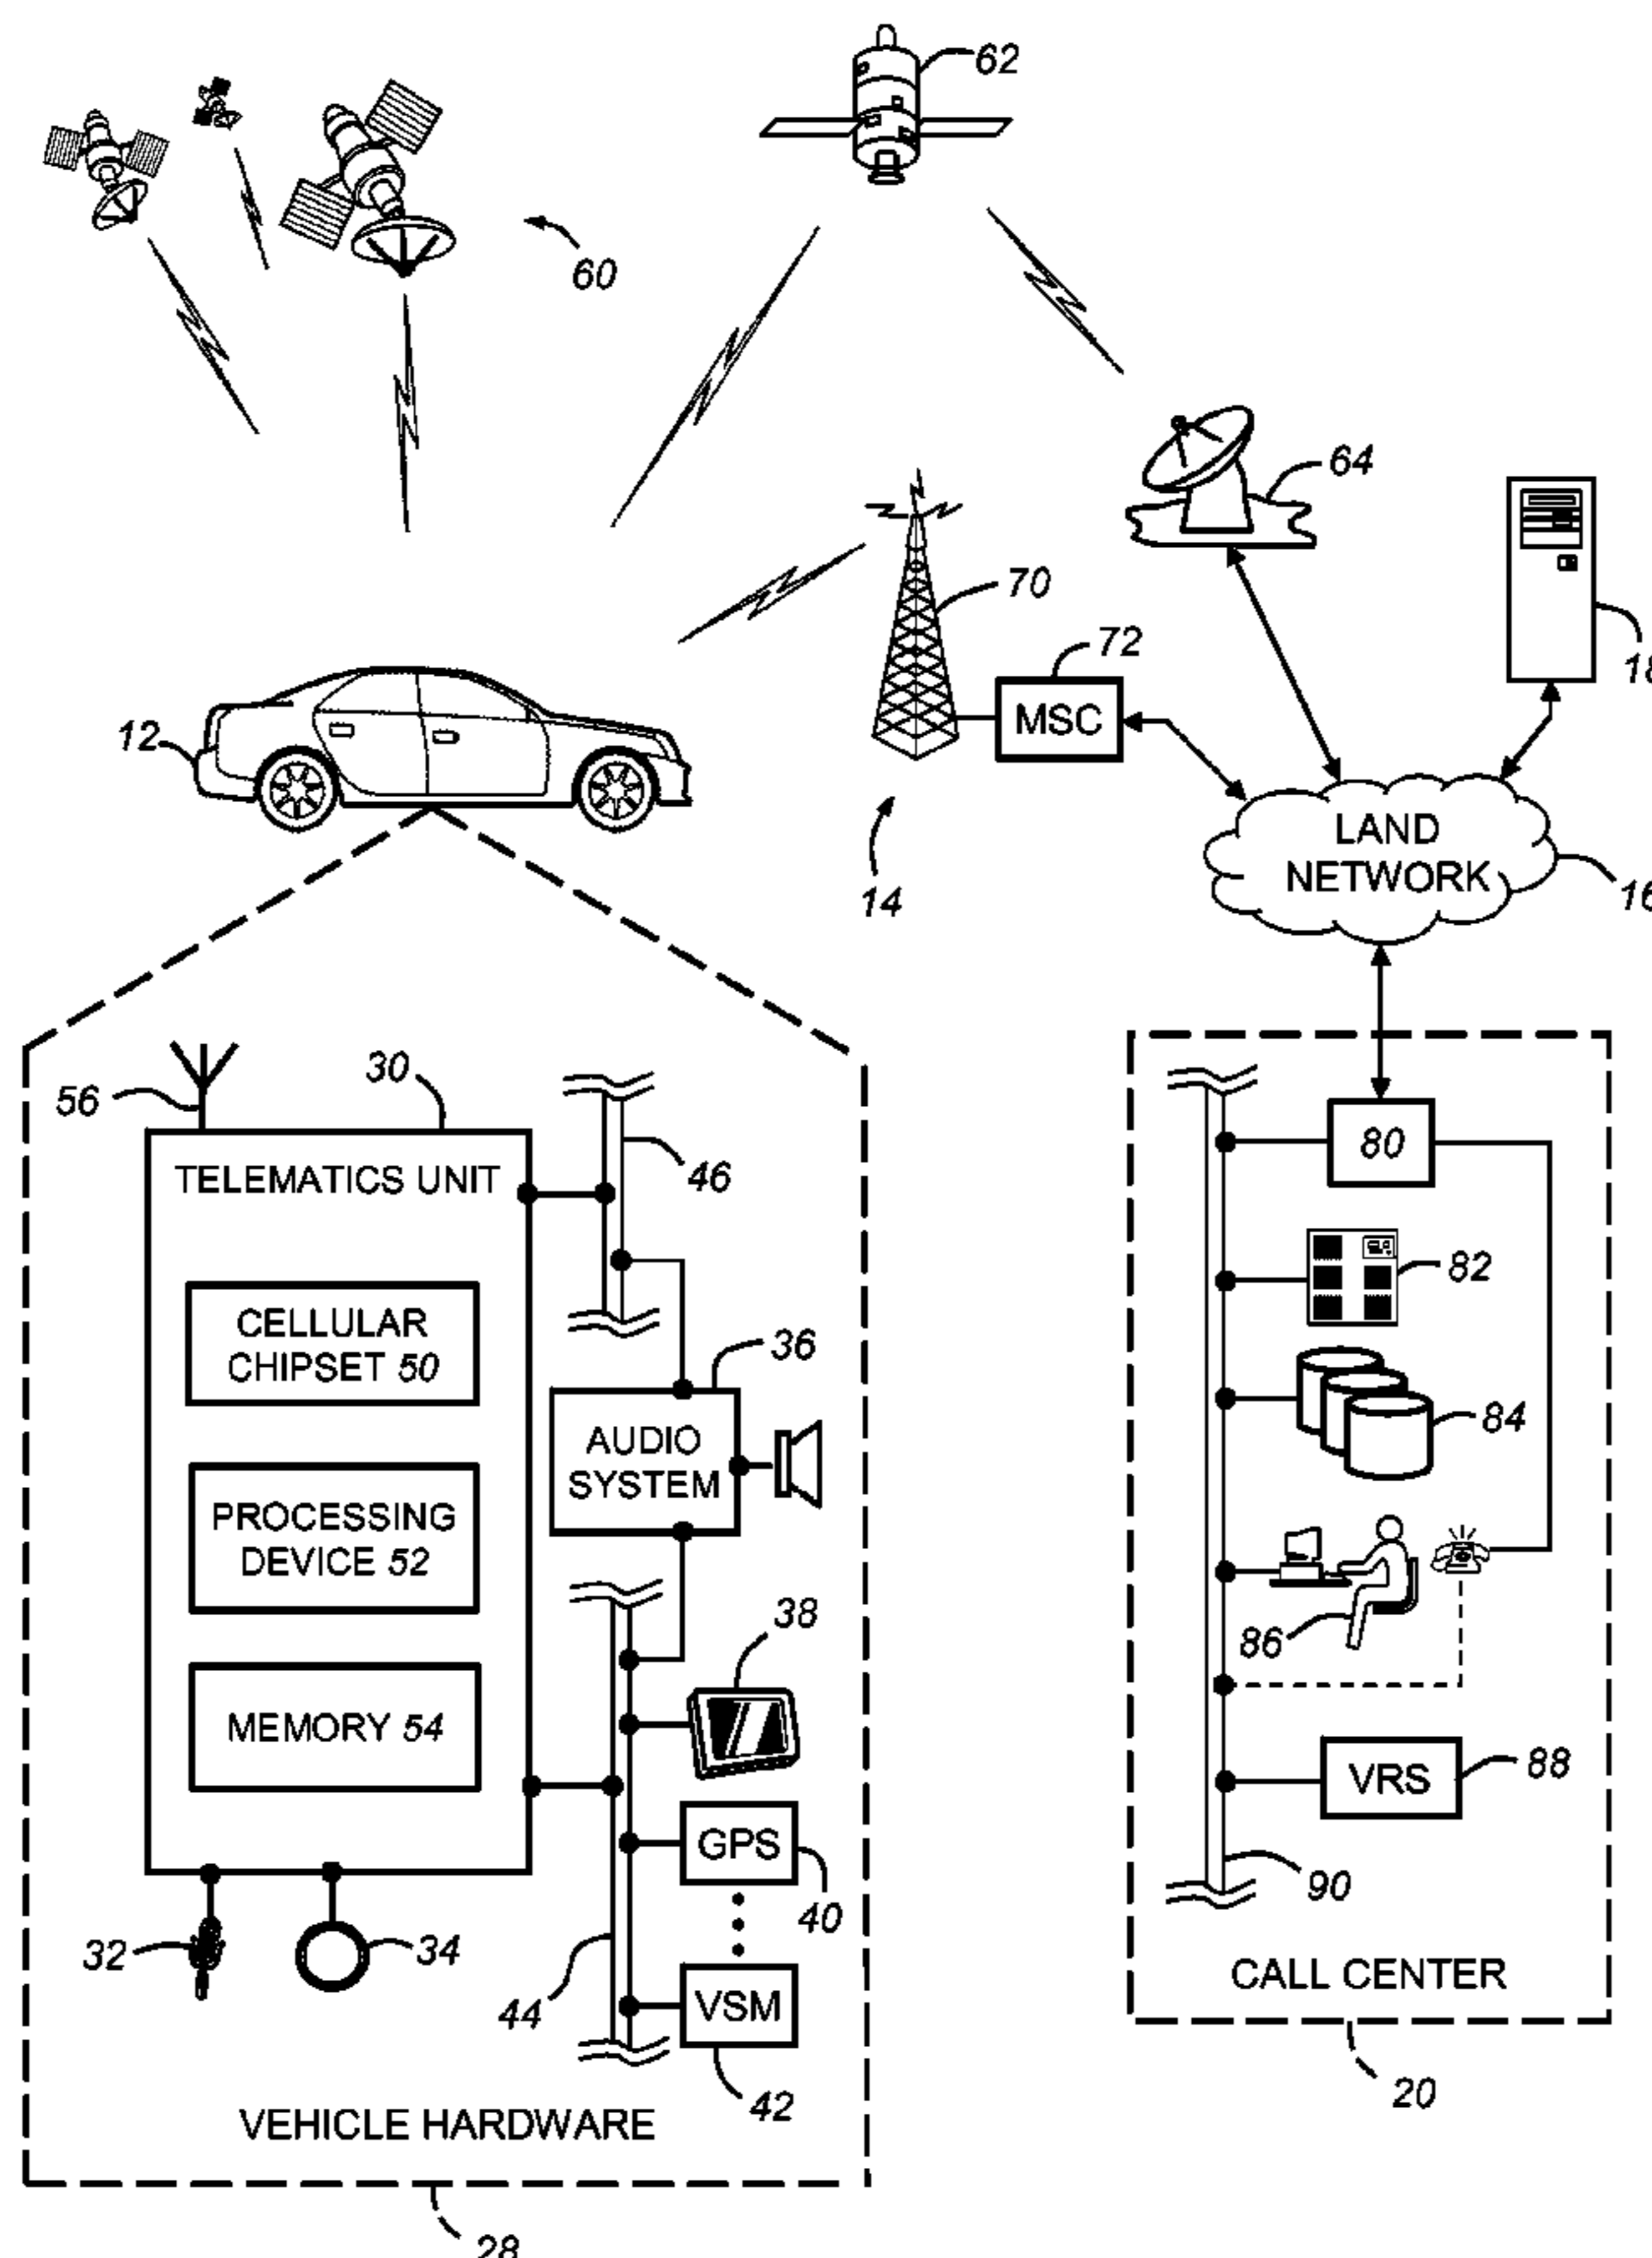 62
60
64
70
72
18
MSC
12
LAND
NETWORK
16
14
30
56
46
80
TELEMATICS UNIT
82
CELLULAR
CHIPSET 50
36
84
AUDIO
SYSTEM
PROCESSING
DEVICE 52
38
86
MEMORY 54
VRS
88
GPS
40
90
32
34
CALL CENTER
44
VSM
42
20
VEHICLE HARDWARE
28